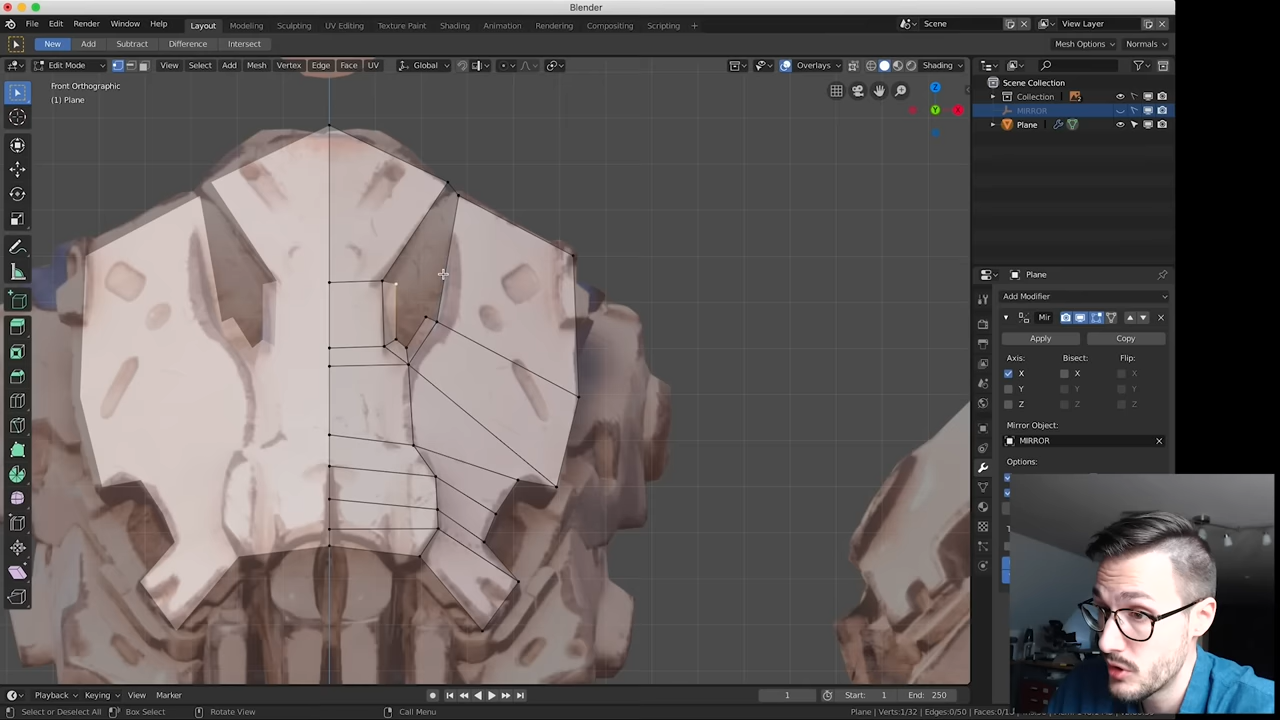 Blender
File Edit Render Window Help Layout Modeling Sculpting UV Editing Texture Paint Shading Animation Rendering Compositing Scripting + Scene View Layer
New Add Subtract Difference Intersect Mesh Options Normals
Edit Mode View Select Add Mesh Vertex Edge Face UV Global Overlays Shading
Front Orthographic
(1) Plane
X
Y
Z
Scene Collection
Collection
MIRROR
Plane
Plane
Add Modifier
Mir
Apply Copy
Axis: Bisect: Flip:
X X X
Y Y Y
Z Z Z
Mirror Object:
MIRROR
Options:
Playback Keying View Marker 1 Start: 1 End: 250
Select or Deselect All Box Select Rotate View Call Menu